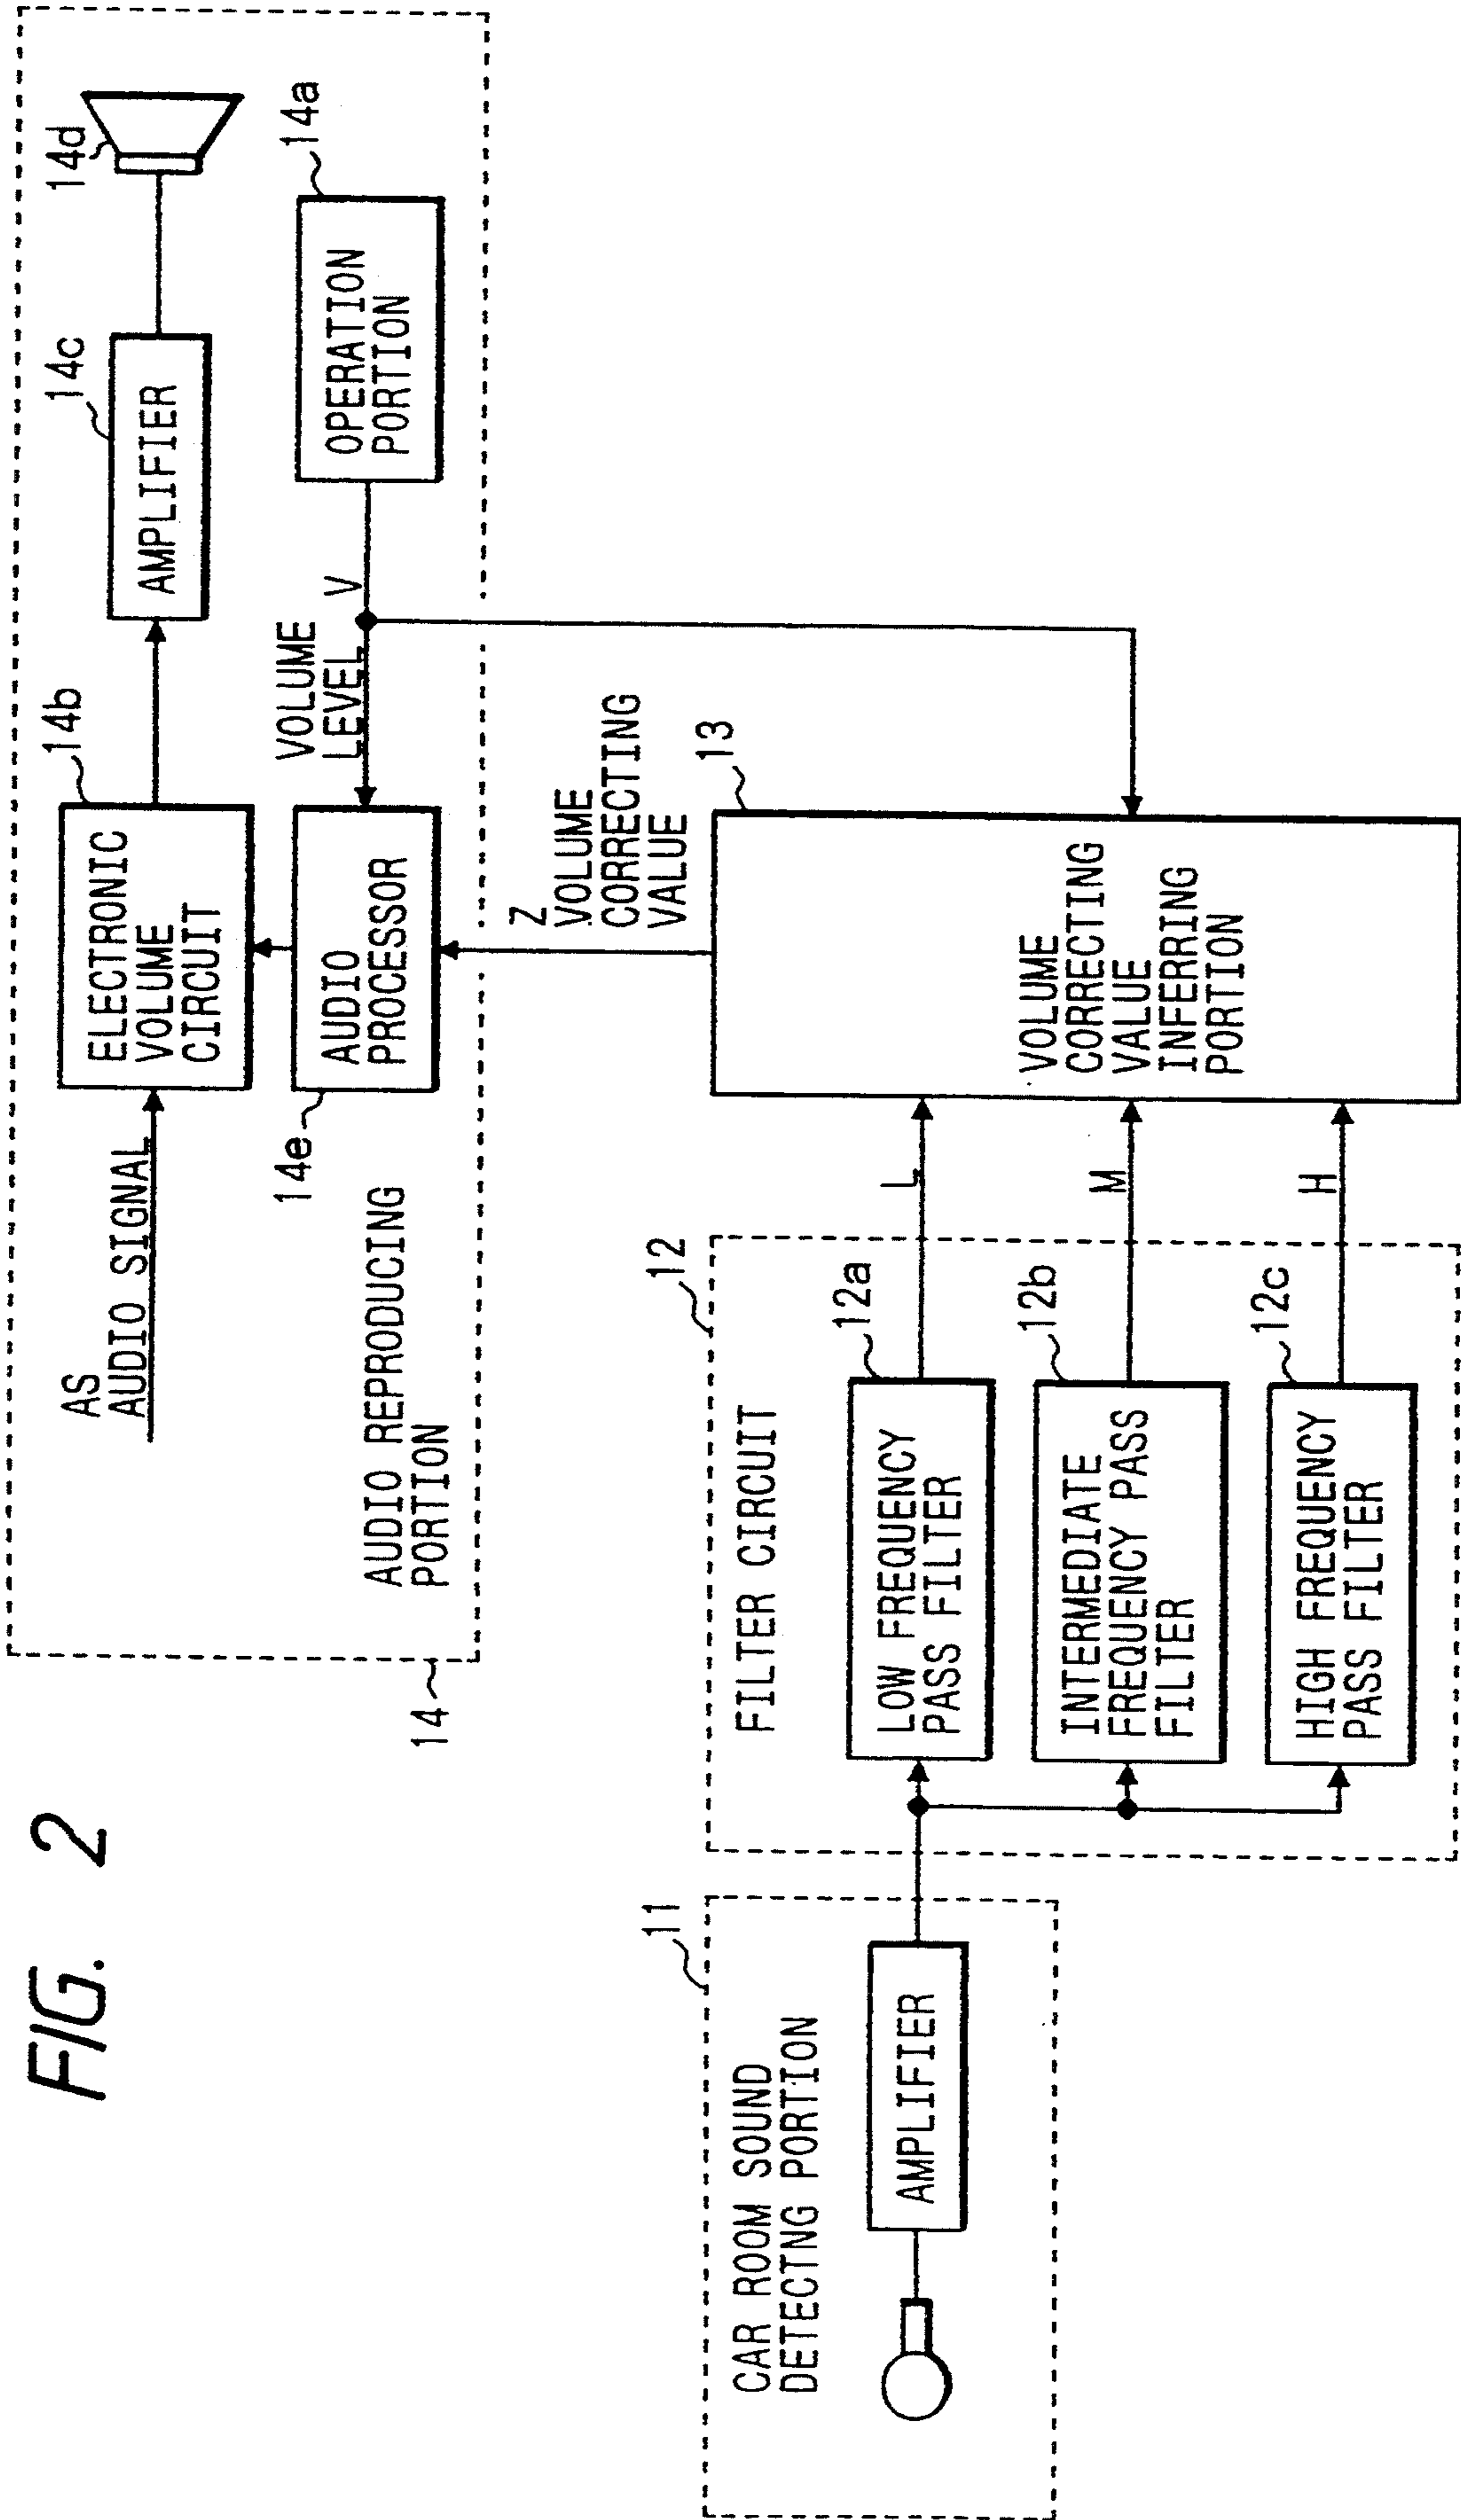 FIG. 2
AS
AUDIO SIGNAL
14b
ELECTRONIC
VOLUME
CIRCUIT
14c
AMPLIFIER
14d
14e
AUDIO
PROCESSOR
VOLUME
LEVEL
V
14a
OPERATION
PORTION
AUDIO REPRODUCING
PORTION
14
Z
VOLUME
CORRECTING
VALUE
11
CAR ROOM SOUND
DETECTNG PORTION
AMPLIFIER
12
FILTER CIRCUIT
12a
LOW FREQUENCY
PASS FILTER
L
12b
INTERMEDIATE
FREQUENCY PASS
FILTER
M
12c
HIGH FREQUENCY
PASS FILTER
H
13
VOLUME
CORRECTING
VALUE
INFERRING
PORTION